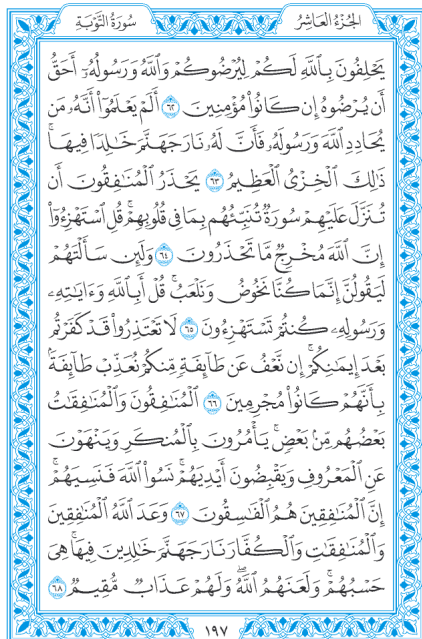 الجُزْءُ العَاشِرُ سُورَةُ التَّوْبَةِ
يَحْلِفُونَ بِٱللَّهِ لَكُمْ لِيُرْضُوكُمْ وَٱللَّهُ وَرَسُولُهُۥٓ أَحَقُّ
أَن يُرْضُوهُ إِن كَانُوا۟ مُؤْمِنِينَ ٦٢ أَلَمْ يَعْلَمُوٓا۟ أَنَّهُۥ مَن
يُحَادِدِ ٱللَّهَ وَرَسُولَهُۥ فَأَنَّ لَهُۥ نَارَ جَهَنَّمَ خَٰلِدًا فِيهَا ۚ
ذَٰلِكَ ٱلْخِزْىُ ٱلْعَظِيمُ ٦٣ يَحْذَرُ ٱلْمُنَٰفِقُونَ أَن
تُنَزَّلَ عَلَيْهِمْ سُورَةٌ تُنَبِّئُهُم بِمَا فِى قُلُوبِهِمْ ۚ قُلِ ٱسْتَهْزِءُوٓا۟
إِنَّ ٱللَّهَ مُخْرِجٌ مَّا تَحْذَرُونَ ٦٤ وَلَئِن سَأَلْتَهُمْ
لَيَقُولُنَّ إِنَّمَا كُنَّا نَخُوضُ وَنَلْعَبُ ۚ قُلْ أَبِٱللَّهِ وَءَايَٰتِهِۦ
وَرَسُولِهِۦ كُنتُمْ تَسْتَهْزِءُونَ ٦٥ لَا تَعْتَذِرُوا۟ قَدْ كَفَرْتُم
بَعْدَ إِيمَٰنِكُمْ ۚ إِن نَّعْفُ عَن طَآئِفَةٍ مِّنكُمْ نُعَذِّبْ طَآئِفَةًۢ
بِأَنَّهُمْ كَانُوا۟ مُجْرِمِينَ ٦٦ ٱلْمُنَٰفِقُونَ وَٱلْمُنَٰفِقَٰتُ
بَعْضُهُم مِّنۢ بَعْضٍ ۚ يَأْمُرُونَ بِٱلْمُنكَرِ وَيَنْهَوْنَ
عَنِ ٱلْمَعْرُوفِ وَيَقْبِضُونَ أَيْدِيَهُمْ ۚ نَسُوا۟ ٱللَّهَ فَنَسِيَهُمْ ۗ
إِنَّ ٱلْمُنَٰفِقِينَ هُمُ ٱلْفَٰسِقُونَ ٦٧ وَعَدَ ٱللَّهُ ٱلْمُنَٰفِقِينَ
وَٱلْمُنَٰفِقَٰتِ وَٱلْكُفَّارَ نَارَ جَهَنَّمَ خَٰلِدِينَ فِيهَا ۚ هِىَ
حَسْبُهُمْ ۚ وَلَعَنَهُمُ ٱللَّهُ ۖ وَلَهُمْ عَذَابٌ مُّقِيمٌ ٦٨
١٩٧